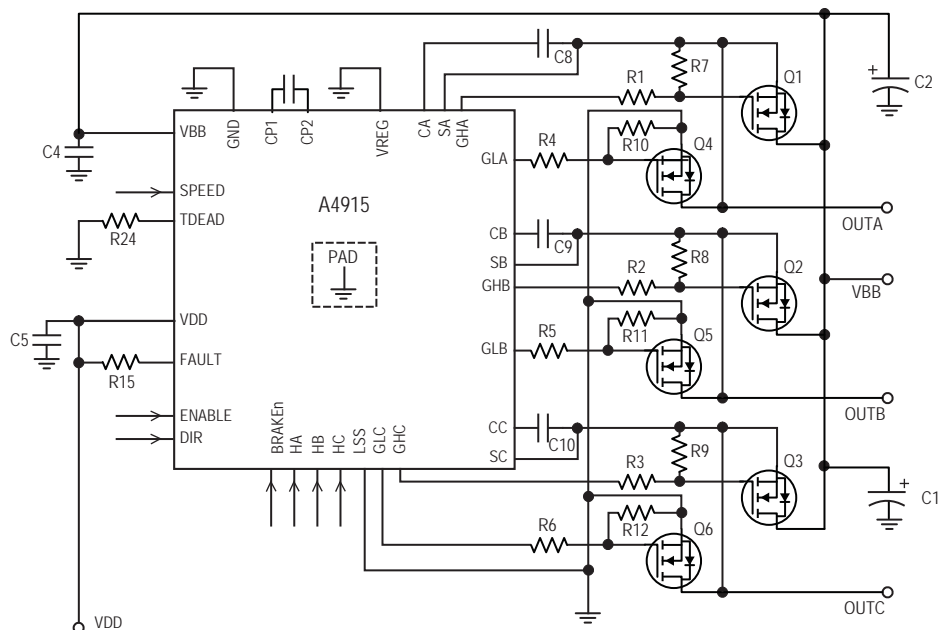 C8
R7
R1
Q1
C2
VBB
GND
CP1
CP2
VREG
CA
SA
GHA
C4
R10
Q4
R4
GLA
SPEED
A4915
TDEAD
R24
OUTA
CB
C9
R8
SB
PAD
R2
Q2
GHB
VBB
VDD
R11
Q5
C5
R5
GLB
FAULT
R15
OUTB
ENABLE
DIR
BRAKEn
HA
HB
HC
LSS
GLC
GHC
CC
C10
R9
SC
R3
Q3
C1
R12
Q6
R6
OUTC
VDD
+
+